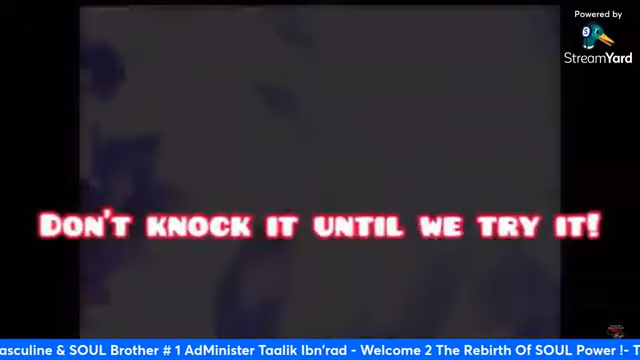 Powered by
StreamYard
DON'T KNOCK IT UNTIL WE TRY IT!
asculine & SOUL Brother # 1 AdMinister Taalik Ibn'rad - Welcome 2 The Rebirth Of SOUL Power !- T